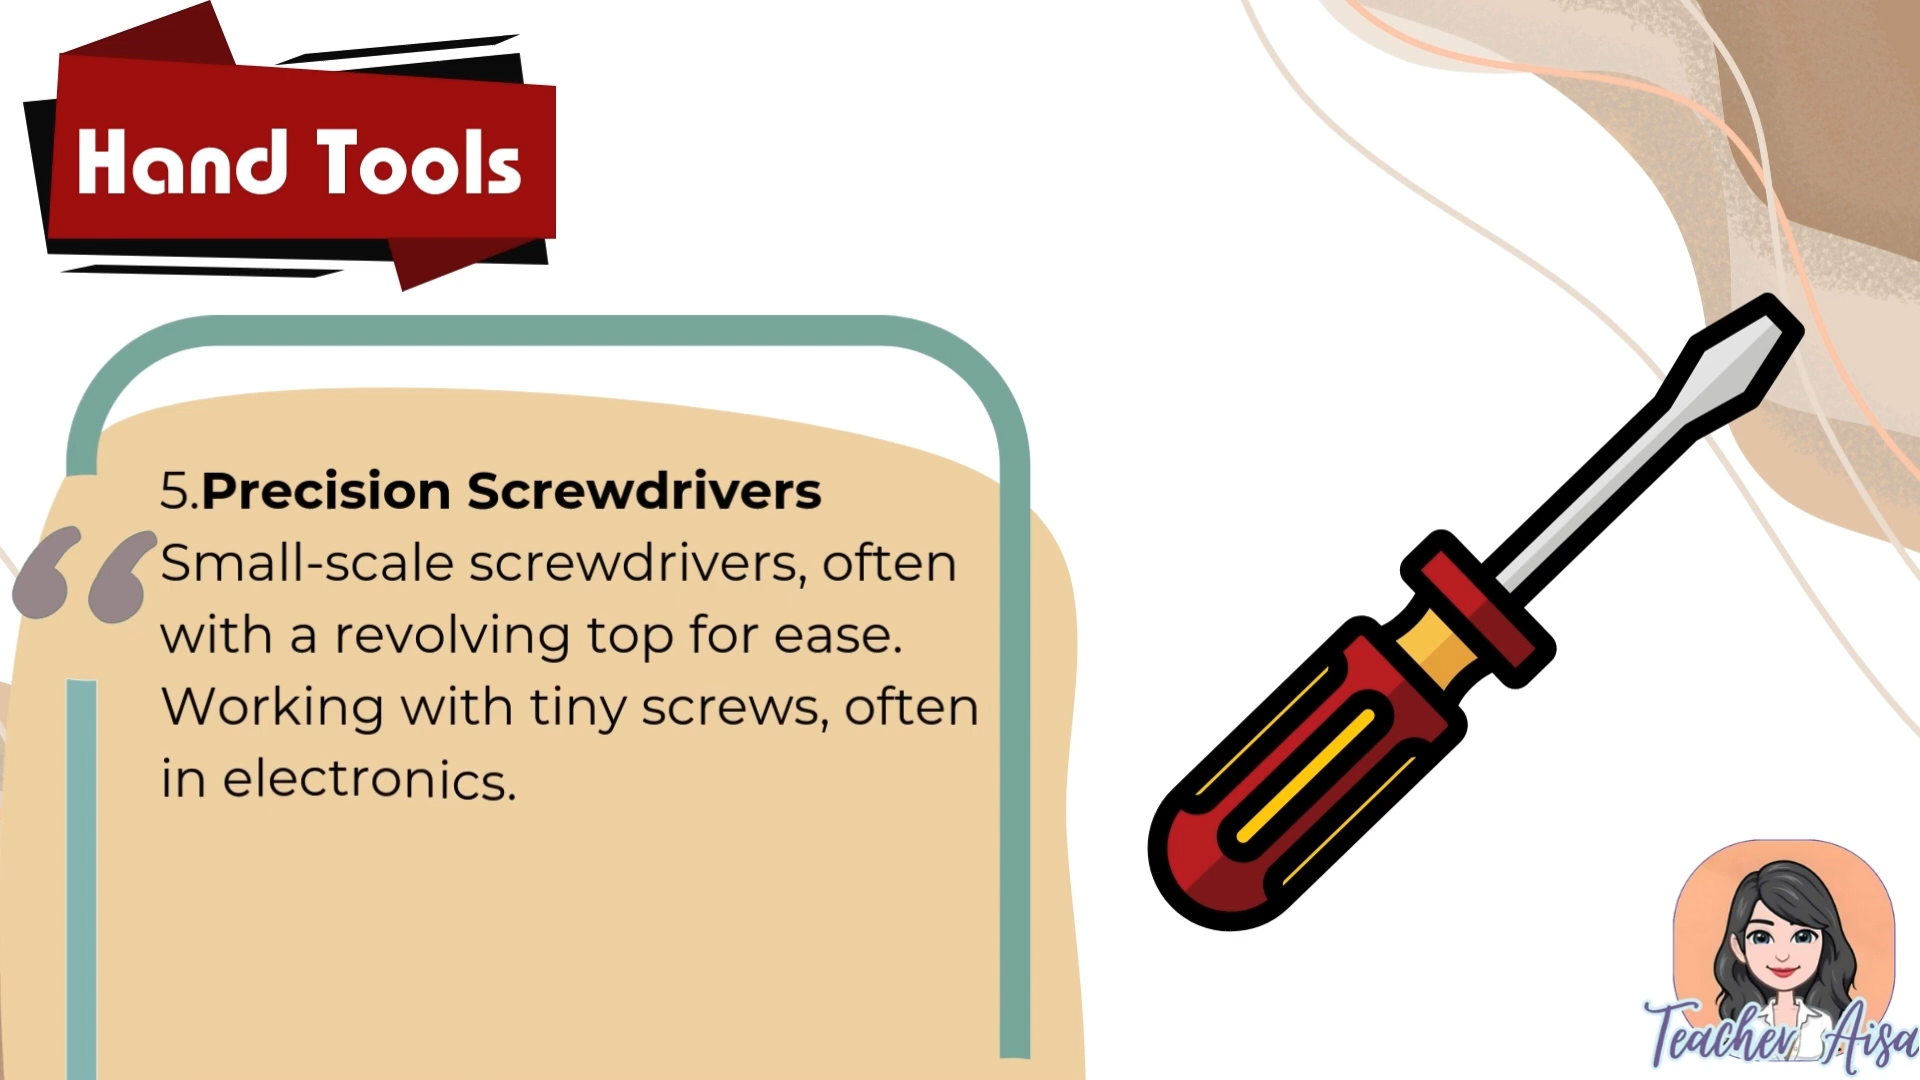 Hand Tools
5.Precision Screwdrivers
Small-scale screwdrivers, often
with a revolving top for ease.
Working with tiny screws, often
in electronics.
Teacher Aisa